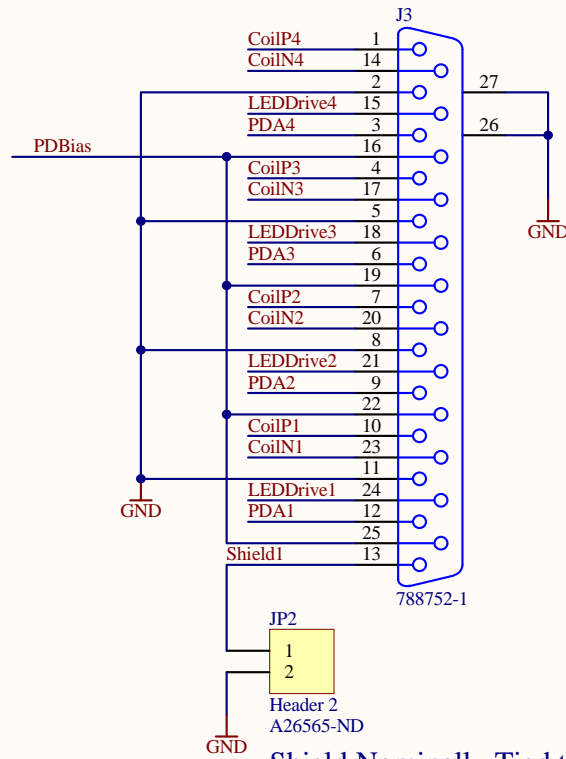 J3
CoilP4 1
CoilN4 14
2 27
LEDDrive4 15
PDA4 3 26
PDBias 16
CoilP3 4
CoilN3 17
5
GND
LEDDrive3 18
PDA3 6
19
CoilP2 7
CoilN2 20
8
LEDDrive2 21
PDA2 9
22
CoilP1 10
CoilN1 23
11
LEDDrive1 24
GND
PDA1 12
25
Shield1 13
788752-1
JP2
1
2
Header 2
A26565-ND
GND
Shield Nominally Tied t